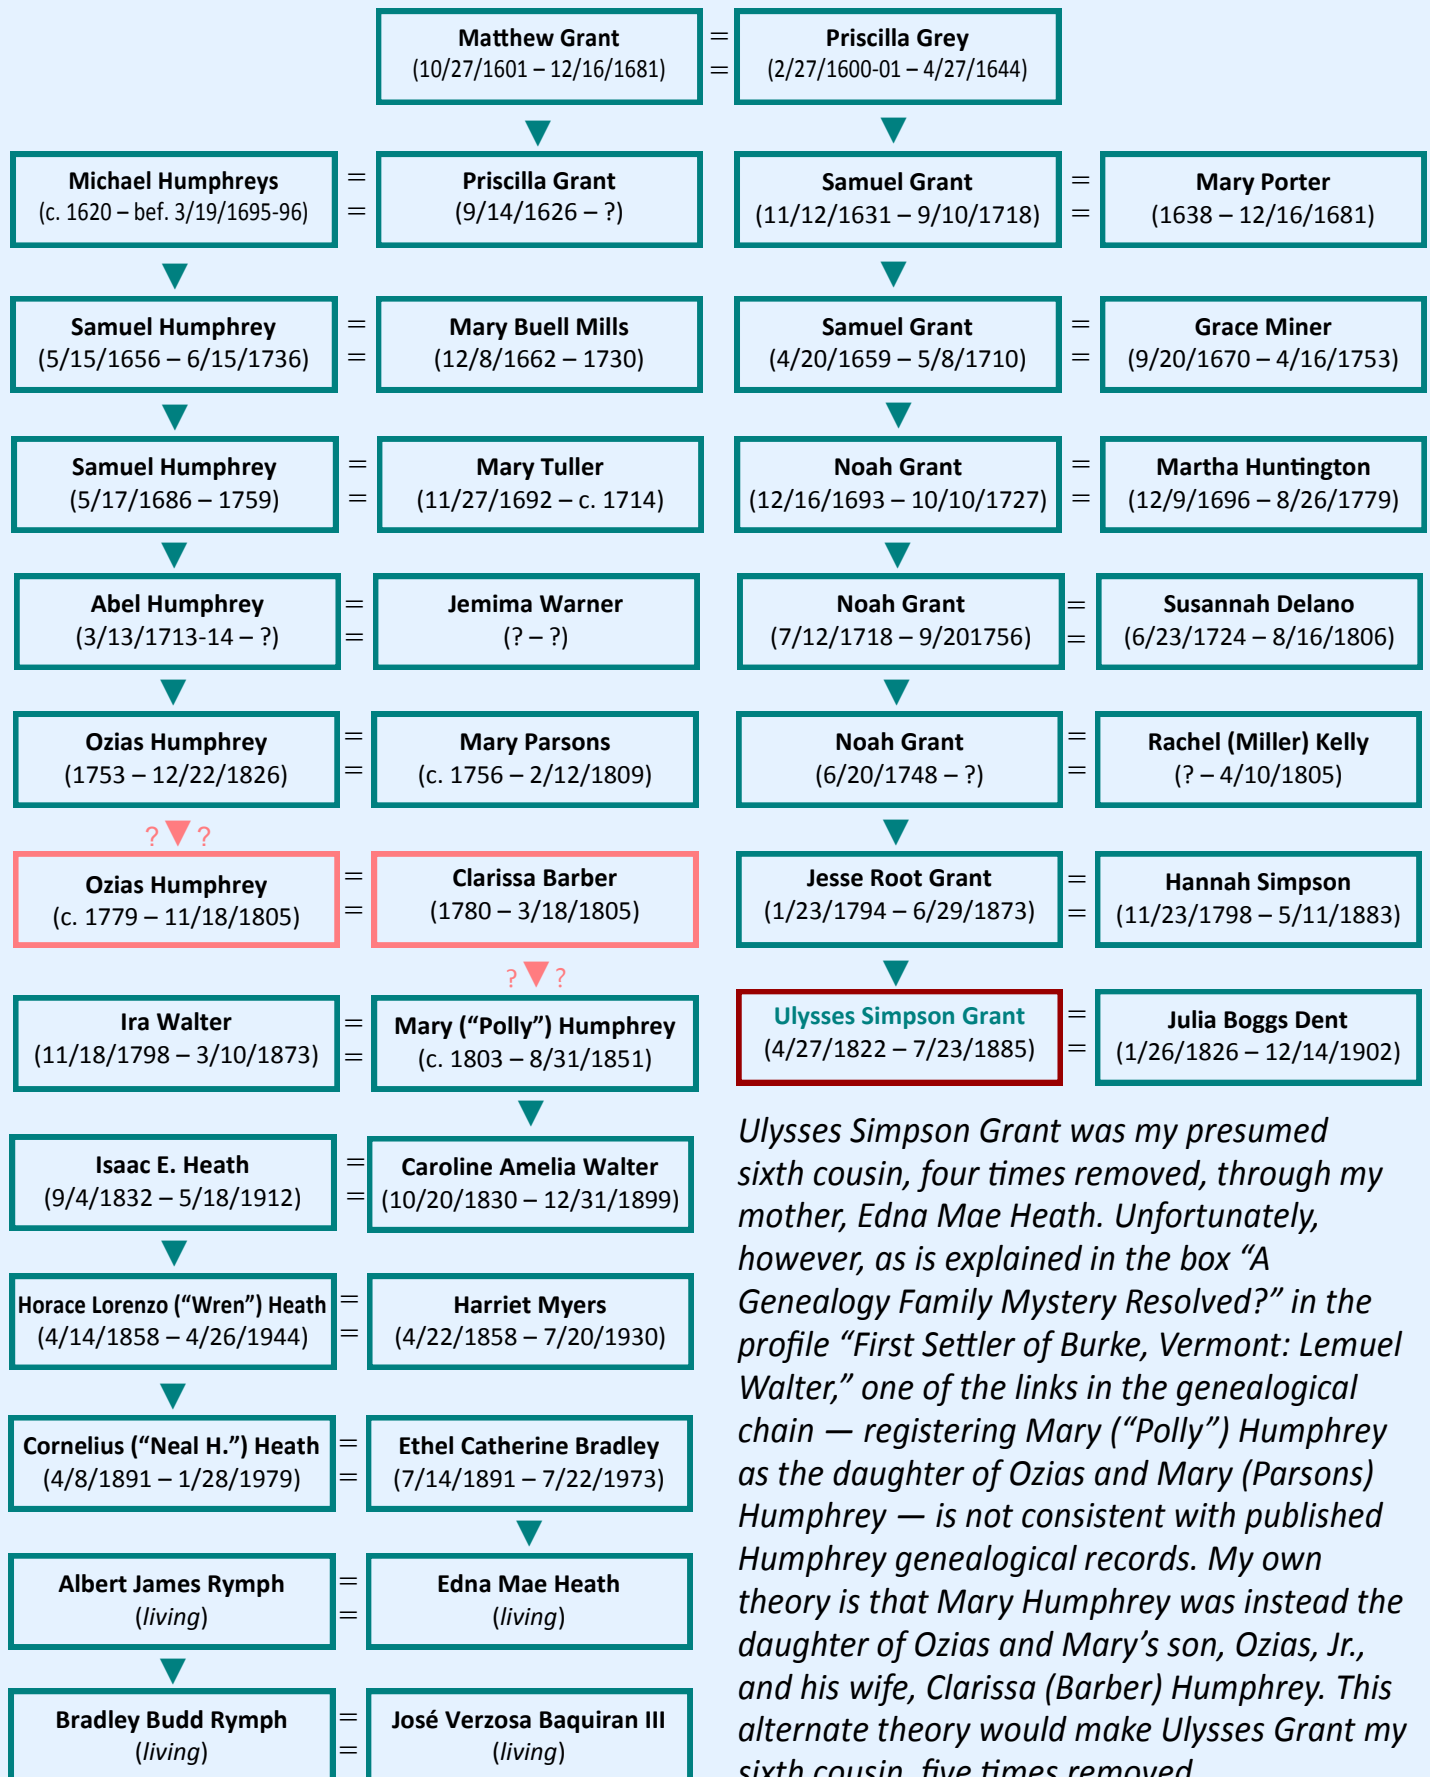 Matthew Grant
(10/27/1601 – 12/16/1681)
=
=
Priscilla Grey
(2/27/1600-01 – 4/27/1644)
Michael Humphreys
(c. 1620 – bef. 3/19/1695-96)
=
=
Priscilla Grant
(9/14/1626 – ?)
Samuel Grant
(11/12/1631 – 9/10/1718)
=
=
Mary Porter
(1638 – 12/16/1681)
Samuel Humphrey
(5/15/1656 – 6/15/1736)
=
=
Mary Buell Mills
(12/8/1662 – 1730)
Samuel Grant
(4/20/1659 – 5/8/1710)
=
=
Grace Miner
(9/20/1670 – 4/16/1753)
Samuel Humphrey
(5/17/1686 – 1759)
=
=
Mary Tuller
(11/27/1692 – c. 1714)
Noah Grant
(12/16/1693 – 10/10/1727)
=
=
Martha Huntington
(12/9/1696 – 8/26/1779)
Abel Humphrey
(3/13/1713-14 – ?)
=
=
Jemima Warner
(? – ?)
Noah Grant
(7/12/1718 – 9/201756)
=
=
Susannah Delano
(6/23/1724 – 8/16/1806)
Ozias Humphrey
(1753 – 12/22/1826)
=
=
Mary Parsons
(c. 1756 – 2/12/1809)
Noah Grant
(6/20/1748 – ?)
=
=
Rachel (Miller) Kelly
(? – 4/10/1805)
? ?
Ozias Humphrey
(c. 1779 – 11/18/1805)
=
=
Clarissa Barber
(1780 – 3/18/1805)
Jesse Root Grant
(1/23/1794 – 6/29/1873)
=
=
Hannah Simpson
(11/23/1798 – 5/11/1883)
? ?
Ira Walter
(11/18/1798 – 3/10/1873)
=
=
Mary (“Polly”) Humphrey
(c. 1803 – 8/31/1851)
Ulysses Simpson Grant
(4/27/1822 – 7/23/1885)
=
=
Julia Boggs Dent
(1/26/1826 – 12/14/1902)
Isaac E. Heath
(9/4/1832 – 5/18/1912)
=
=
Caroline Amelia Walter
(10/20/1830 – 12/31/1899)
Horace Lorenzo (“Wren”) Heath
(4/14/1858 – 4/26/1944)
=
=
Harriet Myers
(4/22/1858 – 7/20/1930)
Cornelius (“Neal H.”) Heath
(4/8/1891 – 1/28/1979)
=
=
Ethel Catherine Bradley
(7/14/1891 – 7/22/1973)
Albert James Rymph
(living)
=
=
Edna Mae Heath
(living)
Bradley Budd Rymph
(living)
=
=
José Verzosa Baquiran III
(living)
Ulysses Simpson Grant was my presumed
sixth cousin, four times removed, through my
mother, Edna Mae Heath. Unfortunately,
however, as is explained in the box “A
Genealogy Family Mystery Resolved?” in the
profile “First Settler of Burke, Vermont: Lemuel
Walter,” one of the links in the genealogical
chain — registering Mary (“Polly”) Humphrey
as the daughter of Ozias and Mary (Parsons)
Humphrey — is not consistent with published
Humphrey genealogical records. My own
theory is that Mary Humphrey was instead the
daughter of Ozias and Mary’s son, Ozias, Jr.,
and his wife, Clarissa (Barber) Humphrey. This
alternate theory would make Ulysses Grant my
sixth cousin, five times removed